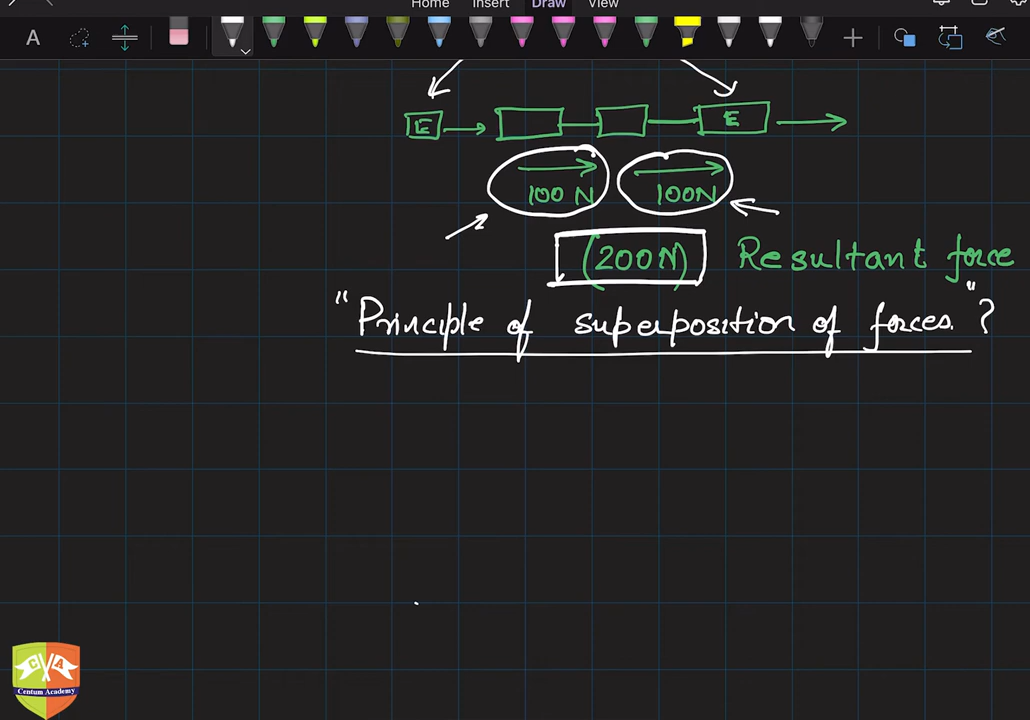 Home Insert Draw View
A
E E
100 N 100N
(200N) Resultant force
"Principle of superposition of forces."?
C A
Centum Academy